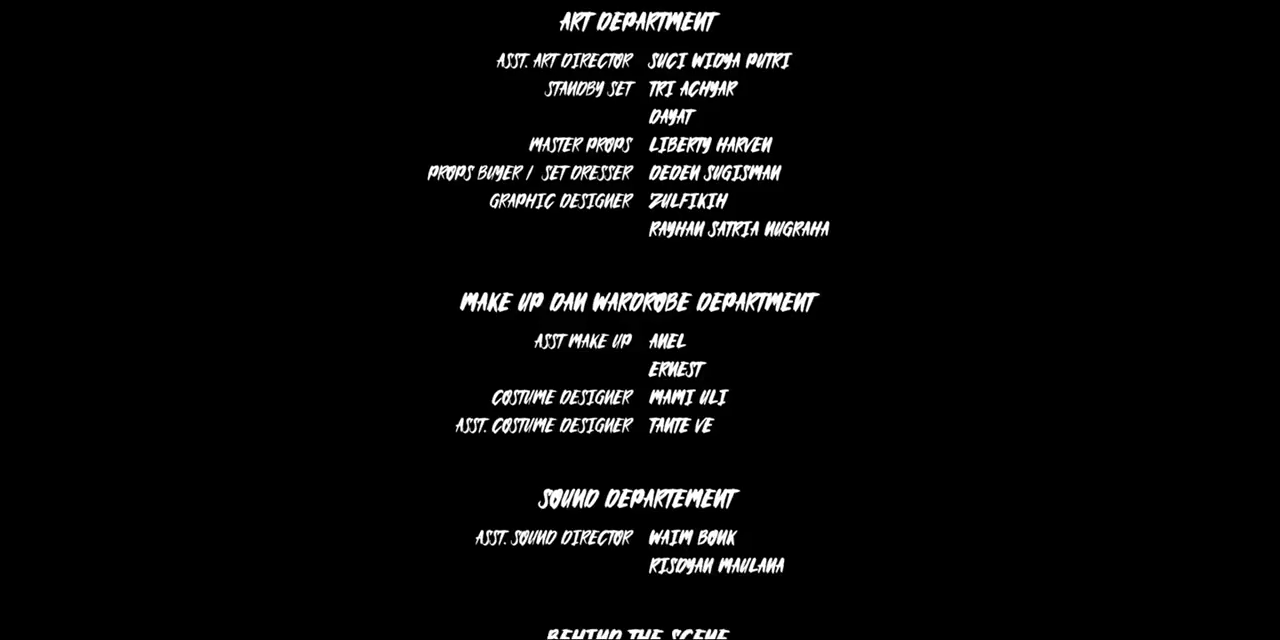 ART DEPARTMENT
ASST. ART DIRECTOR SUCI WIDYA PUTRI
STANDBY SET TRI ACHYAR
DAYAT
MASTER PROPS LIBERTY HARVEN
PROPS BUYER / SET DRESSER DEDEN SUGISMAN
GRAPHIC DESIGNER ZULFIKIH
RAYHAN SATRIA NUGRAHA
MAKE UP DAN WARDROBE DEPARTMENT
ASST MAKE UP ANEL
ERNEST
COSTUME DESIGNER MAMI ULI
ASST. COSTUME DESIGNER TANTE VE
SOUND DEPARTEMENT
ASST. SOUND DIRECTOR WAIM BONK
RISDYAN MAULANA
BEHIND THE SCENE